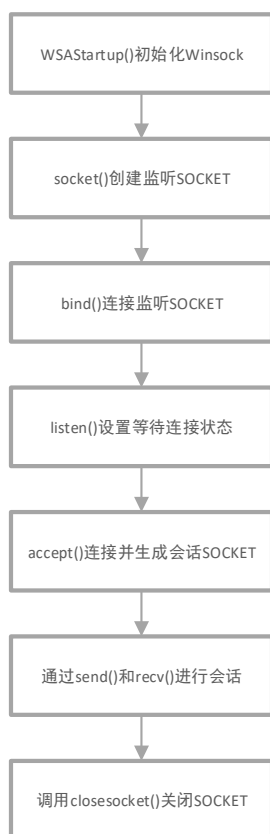 WSAStartup()初始化Winsock
socket()创建监听SOCKET
bind()连接监听SOCKET
listen()设置等待连接状态
accept()连接并生成会话SOCKET
通过send()和recv()进行会话
调用closesocket()关闭SOCKET